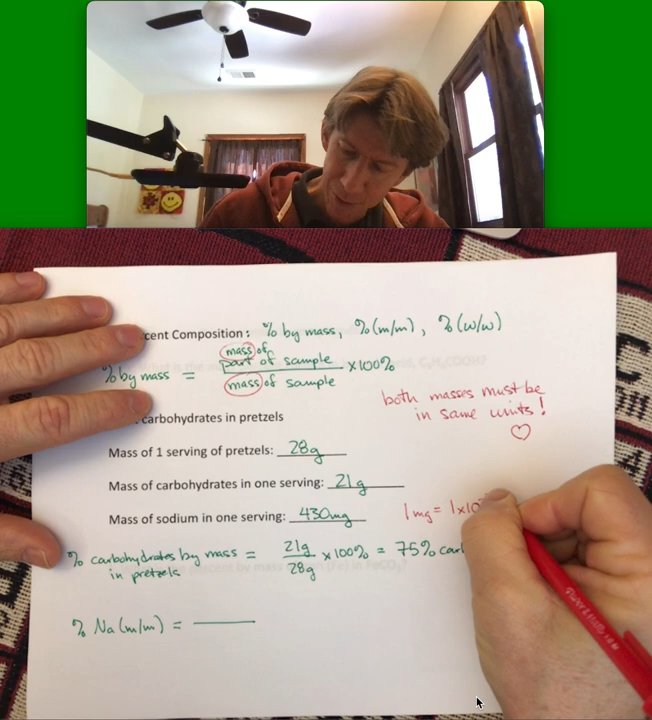 cent Composition: % by mass, % (m/m), % (w/w)
mass of
% by mass = part of sample / mass of sample x 100%
both masses must be
in same units!
carbohydrates in pretzels
Mass of 1 serving of pretzels: 28g
Mass of carbohydrates in one serving: 21g
Mass of sodium in one serving: 430mg
1mg = 1x10
% carbohydrates by mass = 21g / 28g x 100% = 75% carb
in pretzels
% Na (m/m) =